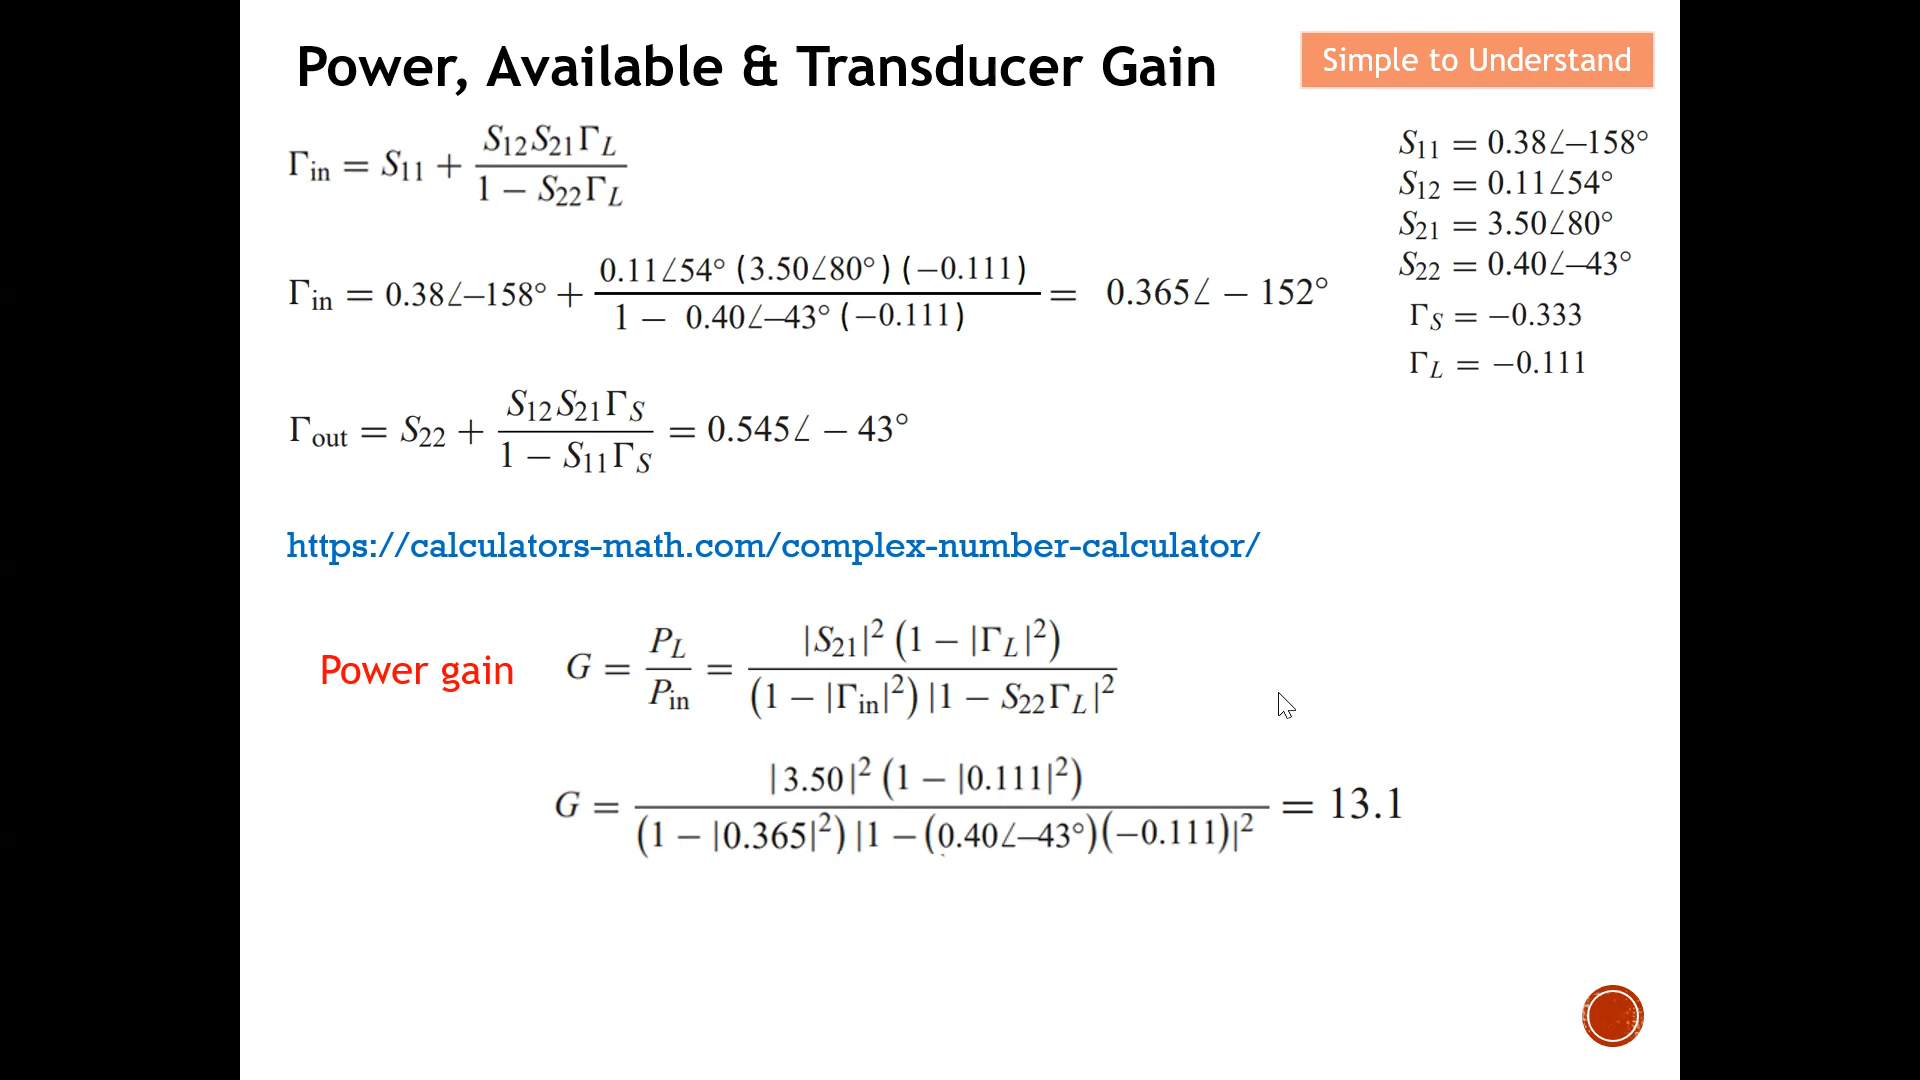 Power, Available & Transducer Gain
Simple to Understand
Γin = S11 + S12S21ΓL / 1 − S22ΓL
S11 = 0.38∠–158°
S12 = 0.11∠54°
S21 = 3.50∠80°
S22 = 0.40∠–43°
ΓS = −0.333
ΓL = −0.111
Γin = 0.38∠–158° + 0.11∠54° (3.50∠80°) (−0.111) / 1 − 0.40∠–43° (−0.111) = 0.365∠ − 152°
Γout = S22 + S12S21ΓS / 1 − S11ΓS = 0.545∠ − 43°
https://calculators-math.com/complex-number-calculator/
Power gain G = PL / Pin = |S21|² (1 − |ΓL|²) / (1 − |Γin|²) |1 − S22ΓL|²
G = |3.50|² (1 − |0.111|²) / (1 − |0.365|²) |1 − (0.40∠–43°)(−0.111)|² = 13.1